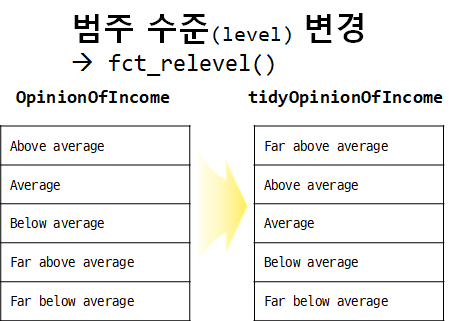 범주 수준(level) 변경
→ fct_relevel()
OpinionOfIncome
Above average
Average
Below average
Far above average
Far below average
tidyOpinionOfIncome
Far above average
Above average
Average
Below average
Far below average